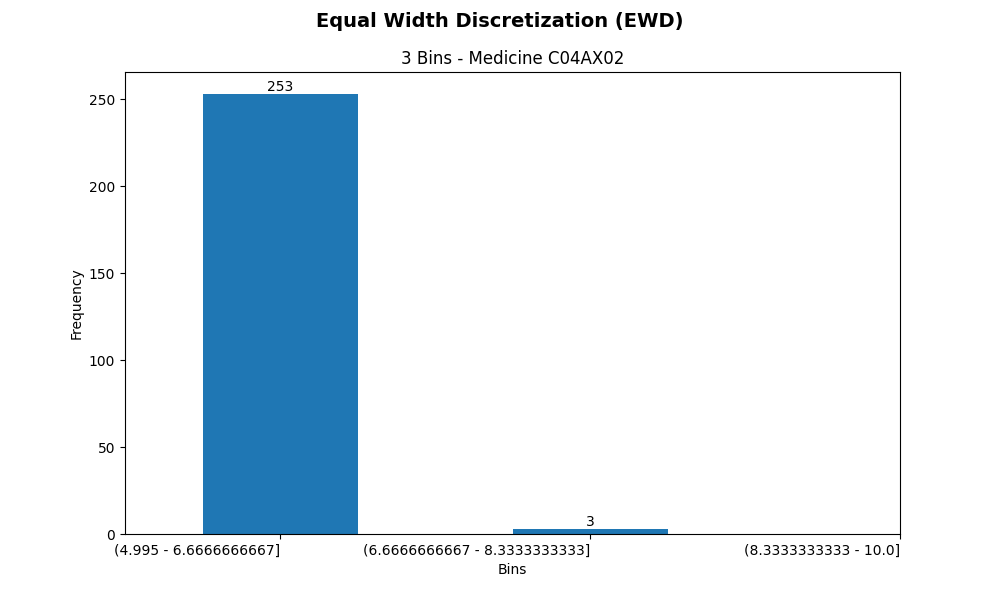 Equal Width Discretization (EWD)
3 Bins - Medicine C04AX02
253
250
200
150
100
50
0
Frequency
3
(4.995 - 6.6666666667]
(6.6666666667 - 8.3333333333]
(8.3333333333 - 10.0]
Bins